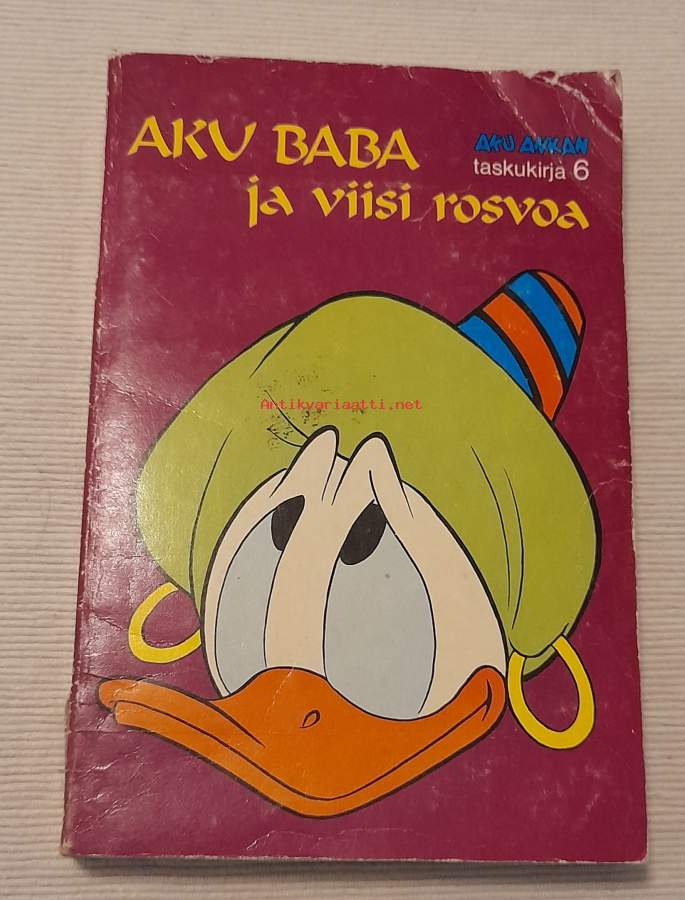 AKU BABA
AKU ANKAN
taskukirja 6
ja viisi rosvoa
Antikvariaatti.net